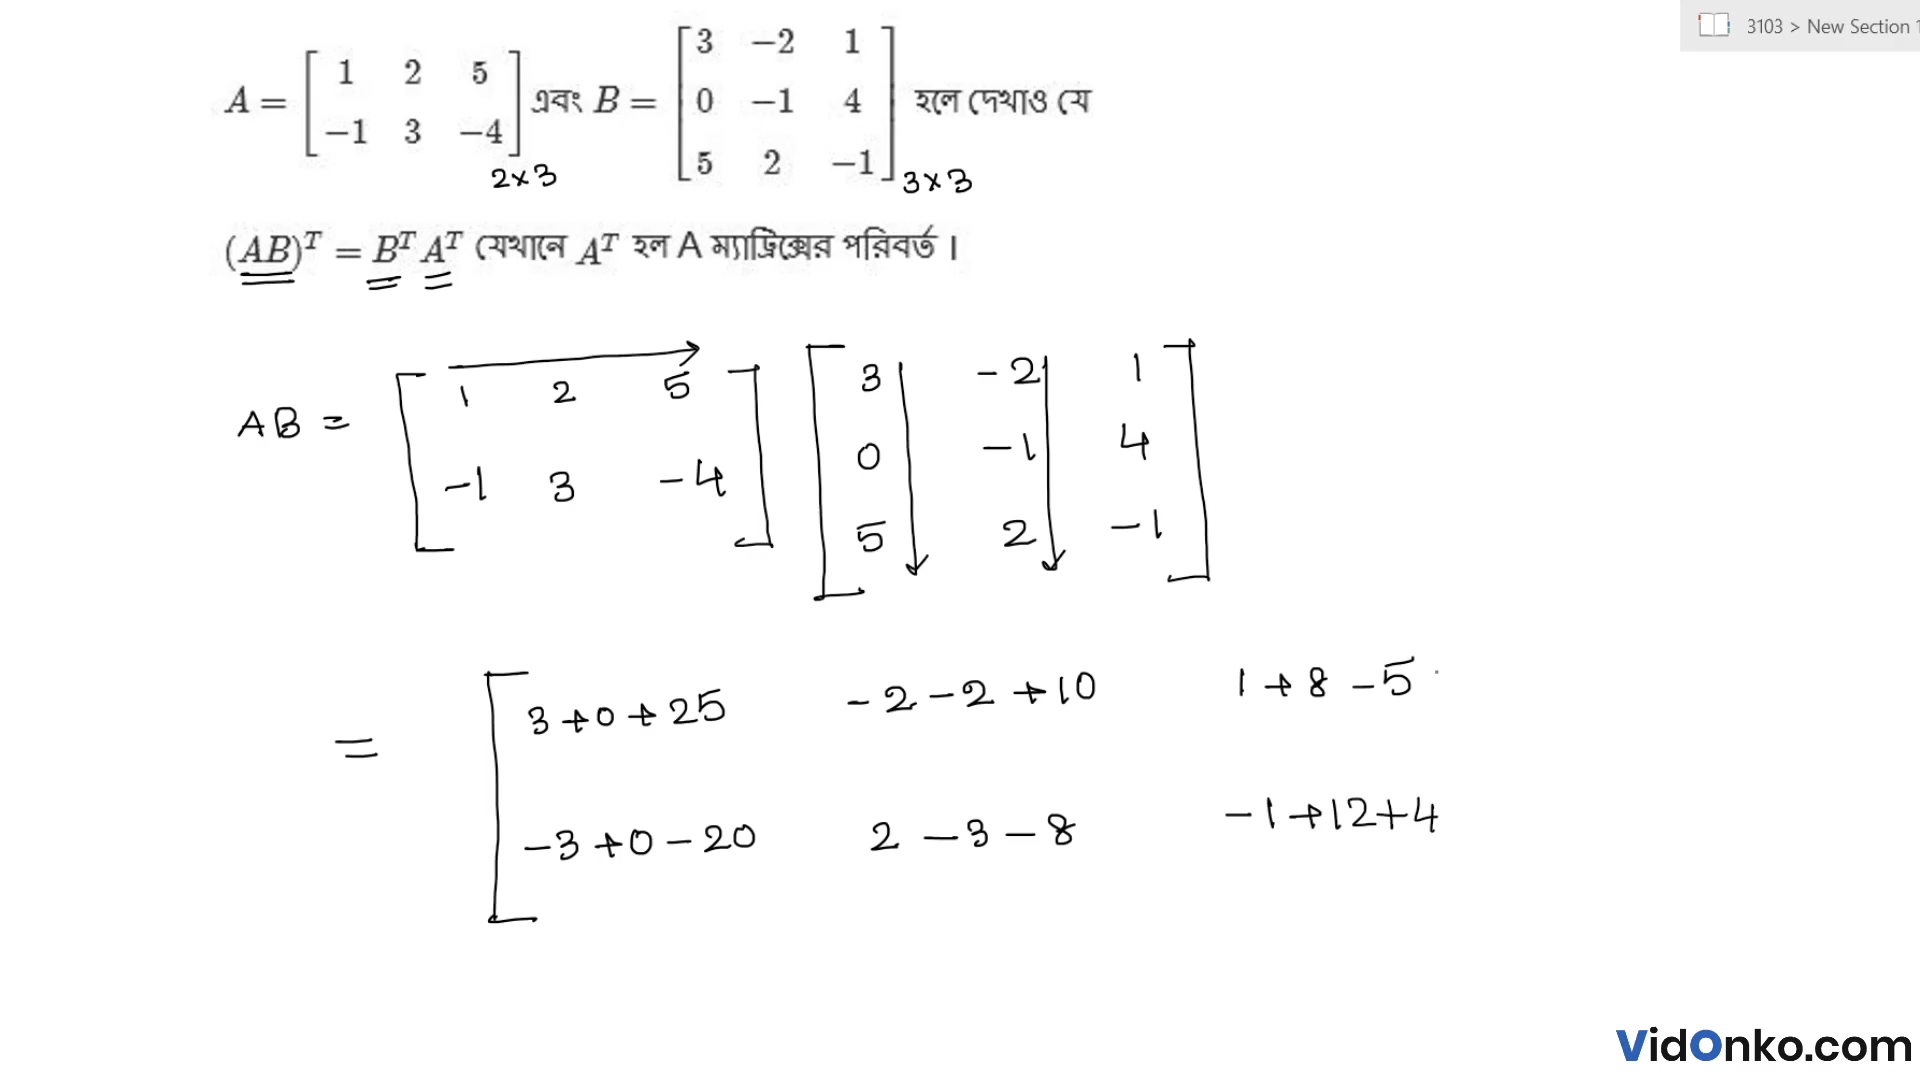 3103 > New Section 1
A = [ 1 2 5 এবং B = [ 3 -2 1 হলে দেখাও যে
-1 3 -4 ] 0 -1 4
5 2 -1 ]
2×3 3×3
(AB)^T = B^T A^T যেখানে A^T হল A ম্যাট্রিক্সের পরিবর্ত ।
AB = [ 1 2 5 ] [ 3 -2 1 ]
-1 3 -4 0 -1 4
5 2 -1
= [ 3+0+25 -2-2+10 1+8-5
-3+0-20 2-3-8 -1+12+4
VidOnko.com